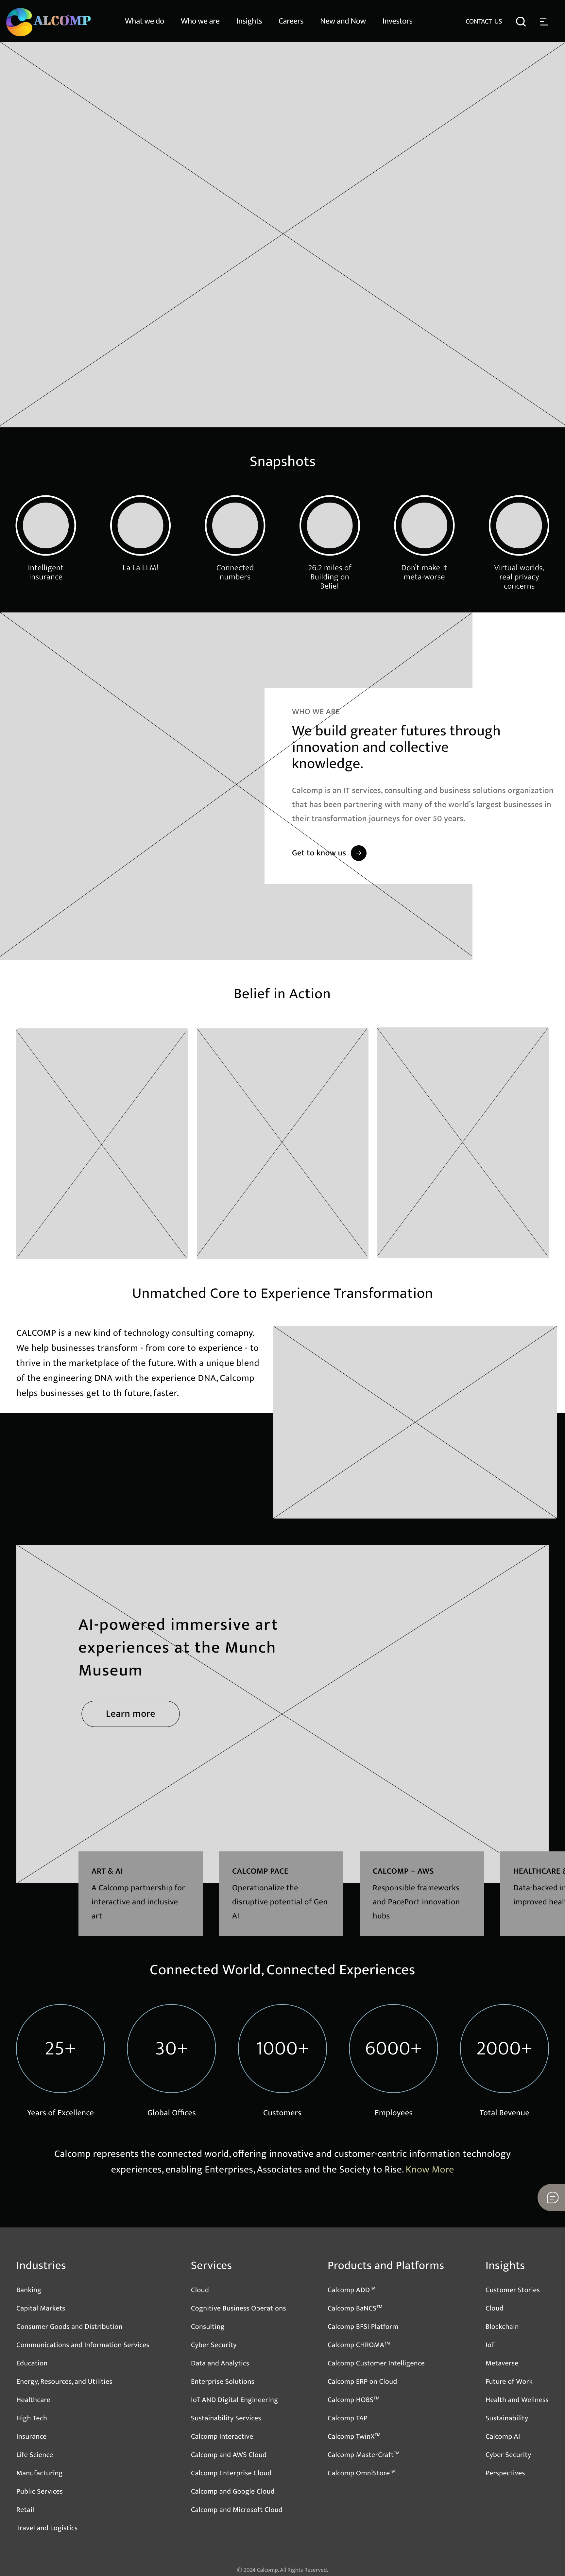 CALCOMP
What we do Who we are Insights Careers New and Now Investors CONTACT US
Snapshots
Intelligent
insurance
La La LLM!
Connected
numbers
26.2 miles of
Building on
Belief
Don't make it
meta-worse
Virtual worlds,
real privacy
concerns
WHO WE ARE
We build greater futures through
innovation and collective
knowledge.
Calcomp is an IT services, consulting and business solutions organization
that has been partnering with many of the world's largest businesses in
their transformation journeys for over 50 years.
Get to know us
Belief in Action
Unmatched Core to Experience Transformation
CALCOMP is a new kind of technology consulting comapny.
We help businesses transform - from core to experience - to
thrive in the marketplace of the future. With a unique blend
of the engineering DNA with the experience DNA, Calcomp
helps businesses get to th future, faster.
AI-powered immersive art
experiences at the Munch
Museum
Learn more
ART & AI
A Calcomp partnership for
interactive and inclusive
art
CALCOMP PACE
Operationalize the
disruptive potential of Gen
AI
CALCOMP + AWS
Responsible frameworks
and PacePort innovation
hubs
HEALTHCARE
Data-backed
improved
Connected World, Connected Experiences
25+
30+
1000+
6000+
2000+
Years of Excellence
Global Offices
Customers
Employees
Total Revenue
Calcomp represents the connected world, offering innovative and customer-centric information technology
experiences, enabling Enterprises, Associates and the Society to Rise. Know More
Industries
Banking
Capital Markets
Consumer Goods and Distribution
Communications and Information Services
Education
Energy, Resources, and Utilities
Healthcare
High Tech
Insurance
Life Science
Manufacturing
Public Services
Retail
Travel and Logistics
Services
Cloud
Cognitive Business Operations
Consulting
Cyber Security
Data and Analytics
Enterprise Solutions
IoT AND Digital Engineering
Sustainability Services
Calcomp Interactive
Calcomp and AWS Cloud
Calcomp Enterprise Cloud
Calcomp and Google Cloud
Calcomp and Microsoft Cloud
Products and Platforms
Calcomp ADD™
Calcomp BaNCS™
Calcomp BFSI Platform
Calcomp CHROMA™
Calcomp Customer Intelligence
Calcomp ERP on Cloud
Calcomp HOBS™
Calcomp TAP
Calcomp TwinX™
Calcomp MasterCraft™
Calcomp OmniStore™
Insights
Customer Stories
Cloud
Blockchain
IoT
Metaverse
Future of Work
Health and Wellness
Sustainability
Calcomp.AI
Cyber Security
Perspectives
© 2024 Calcomp. All Rights Reserved.